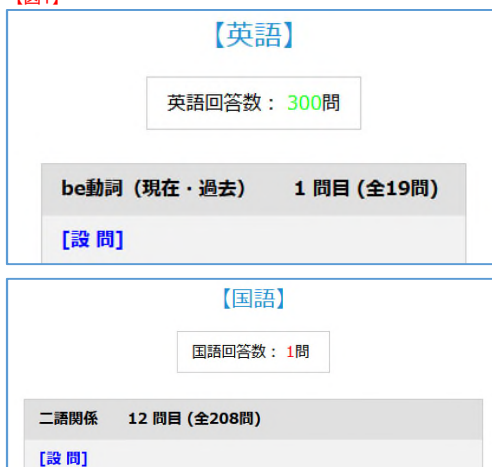 【図1】
【英語】
英語回答数： 300問
be動詞（現在・過去） 1 問目 (全19問)
[設 問]
【国語】
国語回答数： 1問
二語関係 12 問目 (全208問)
[設 問]